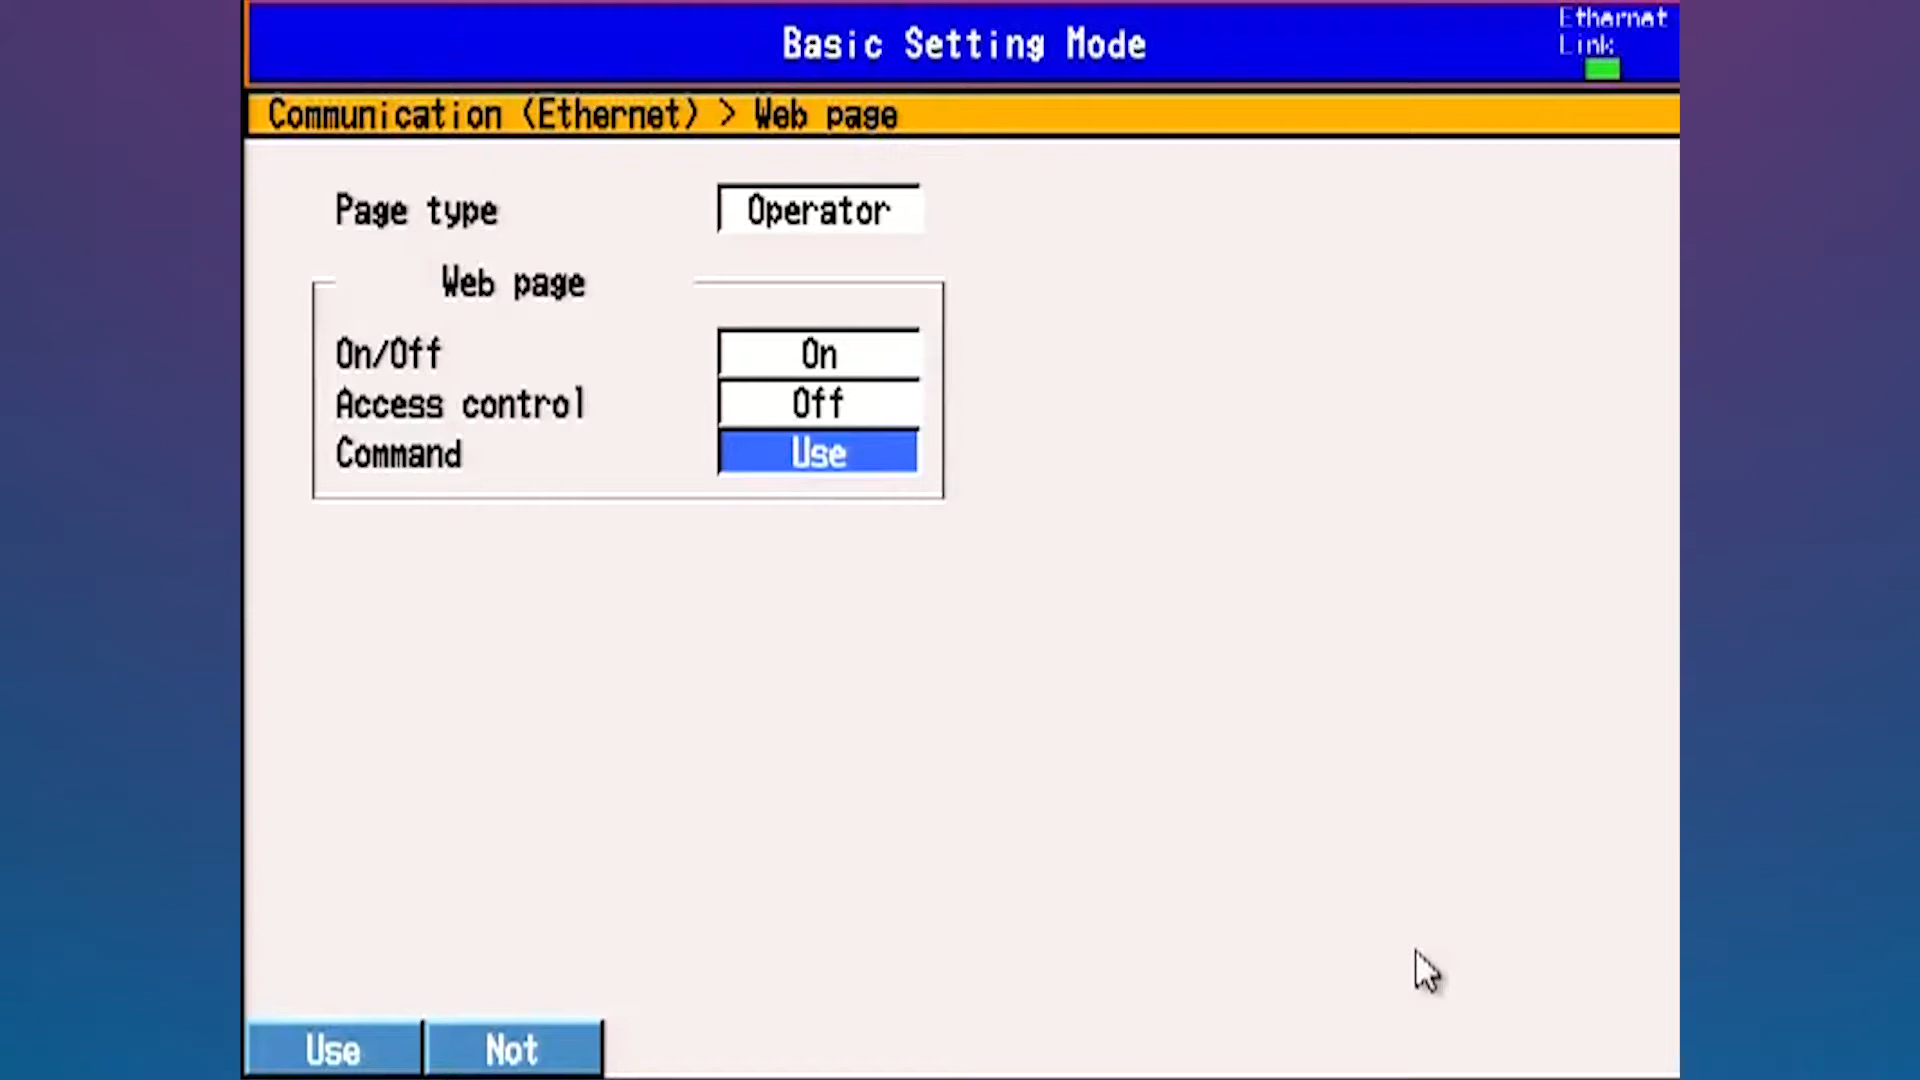 Basic Setting Mode
Ethernet
Link
Communication (Ethernet) > Web page
Page type Operator
Web page
On/Off On
Access control Off
Command Use
Use Not